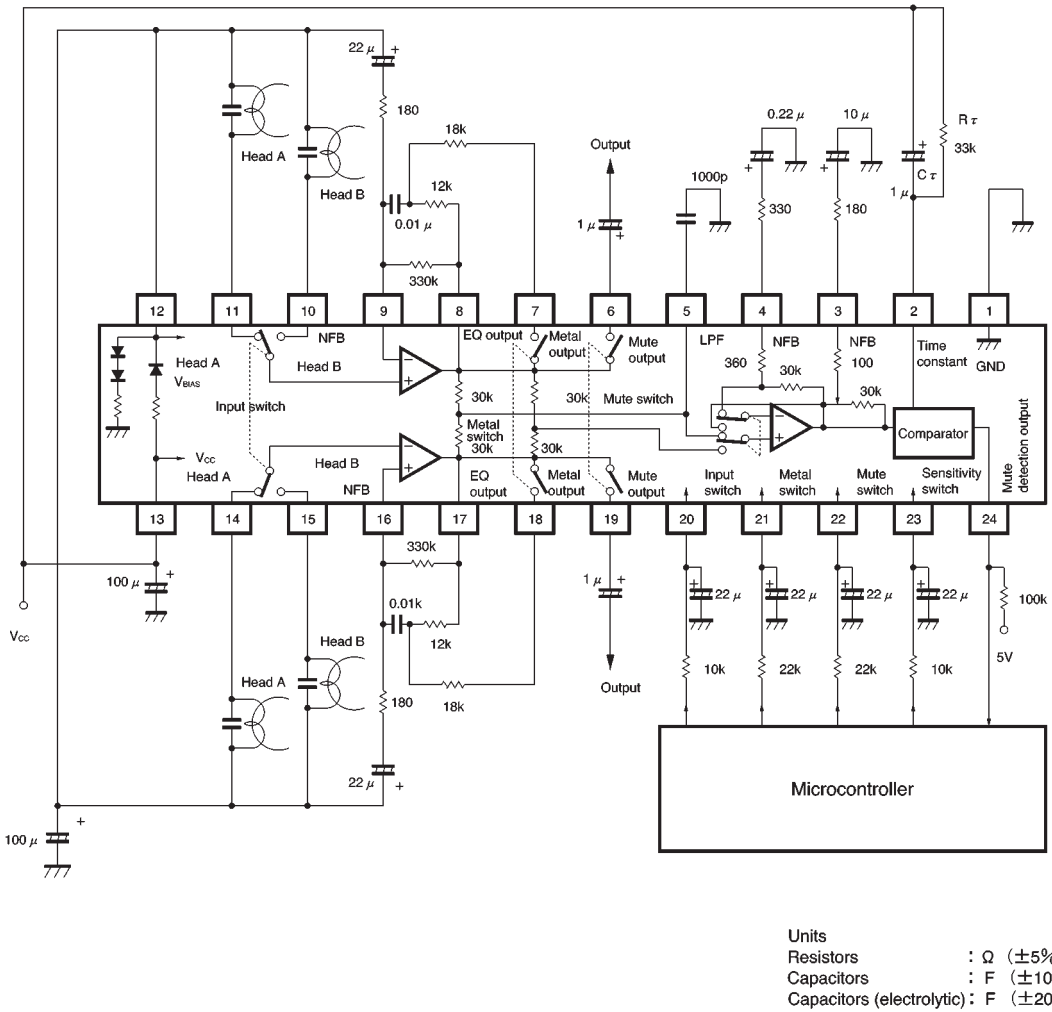 22 μ +
180
18k
12k
0.01 μ
330k
Head A
Head B
Output
1 μ
+
1000p
0.22 μ
+
330
10 μ
+
180
+
C τ
1 μ
R τ
33k
12 11 10 9 8 7 6 5 4 3 2 1
NFB
EQ output
Metal output
Mute output
LPF
NFB
NFB
Time constant
GND
Head A
VBIAS
Head B
−
+
360
30k
100
30k
Input switch
30k
30k
Mute switch
−
+
Comparator
Metal switch
30k
30k
VCC
Head A
Head B
−
+
NFB
EQ output
Metal output
Mute output
Input switch
Metal switch
Mute switch
Sensitivity switch
Mute detection output
13 14 15 16 17 18 19 20 21 22 23 24
100 μ
+
330k
0.01k
12k
18k
180
22 μ
+
1 μ
+
Output
+
22 μ
+
22 μ
+
22 μ
+
22 μ
100k
5V
10k
22k
22k
10k
VCC
Head B
Head A
100 μ
+
Microcontroller
Units
Resistors : Ω (±5%
Capacitors : F (±10
Capacitors (electrolytic) : F (±20